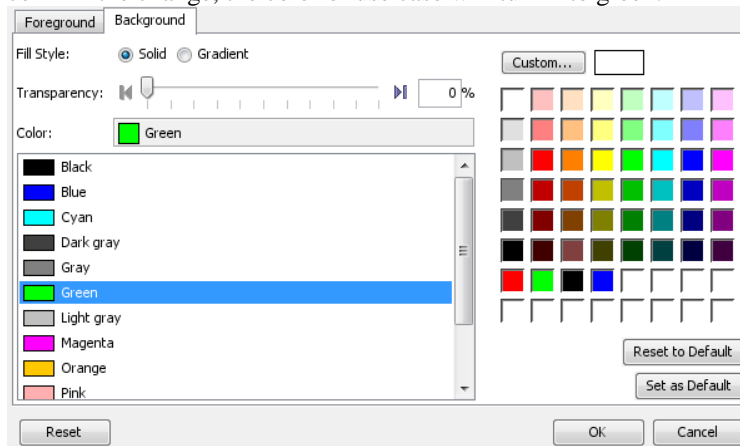 Foreground Background
Fill Style: Solid Gradient
Custom...
Transparency: 0 %
Color: Green
Black
Blue
Cyan
Dark gray
Gray
Green
Light gray
Magenta
Orange
Pink
Reset to Default
Set as Default
Reset OK Cancel